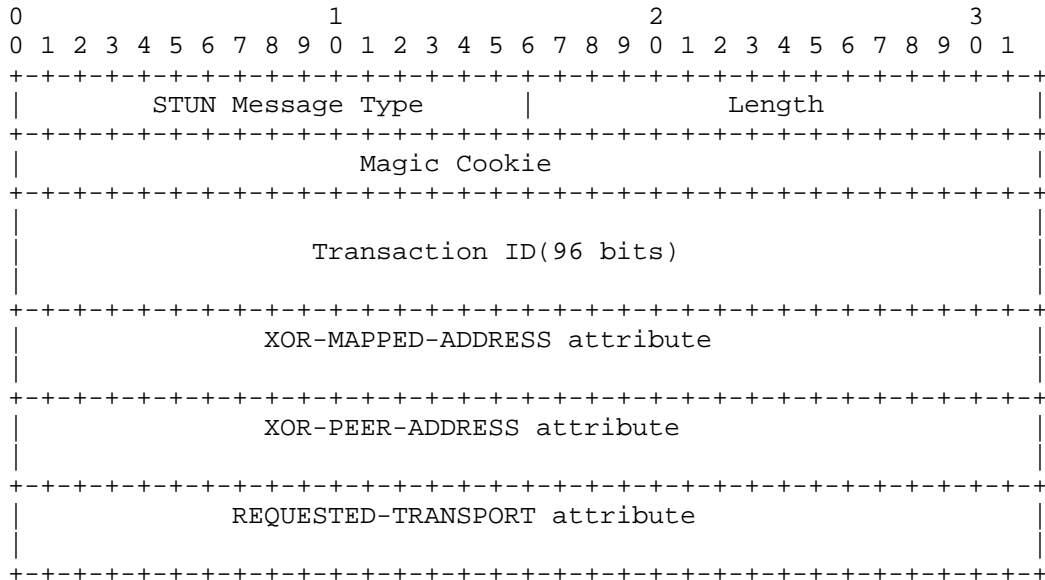 0                   1                   2                   3
0 1 2 3 4 5 6 7 8 9 0 1 2 3 4 5 6 7 8 9 0 1 2 3 4 5 6 7 8 9 0 1
+-+-+-+-+-+-+-+-+-+-+-+-+-+-+-+-+-+-+-+-+-+-+-+-+-+-+-+-+-+-+-+-+
|        STUN Message Type      |            Length             |
+-+-+-+-+-+-+-+-+-+-+-+-+-+-+-+-+-+-+-+-+-+-+-+-+-+-+-+-+-+-+-+-+
|                     Magic Cookie                              |
+-+-+-+-+-+-+-+-+-+-+-+-+-+-+-+-+-+-+-+-+-+-+-+-+-+-+-+-+-+-+-+-+
|                                                               |
|                  Transaction ID(96 bits)                      |
|                                                               |
+-+-+-+-+-+-+-+-+-+-+-+-+-+-+-+-+-+-+-+-+-+-+-+-+-+-+-+-+-+-+-+-+
|               XOR-MAPPED-ADDRESS attribute                    |
|                                                               |
+-+-+-+-+-+-+-+-+-+-+-+-+-+-+-+-+-+-+-+-+-+-+-+-+-+-+-+-+-+-+-+-+
|               XOR-PEER-ADDRESS attribute                      |
|                                                               |
+-+-+-+-+-+-+-+-+-+-+-+-+-+-+-+-+-+-+-+-+-+-+-+-+-+-+-+-+-+-+-+-+
|             REQUESTED-TRANSPORT attribute                     |
|                                                               |
+-+-+-+-+-+-+-+-+-+-+-+-+-+-+-+-+-+-+-+-+-+-+-+-+-+-+-+-+-+-+-+-+